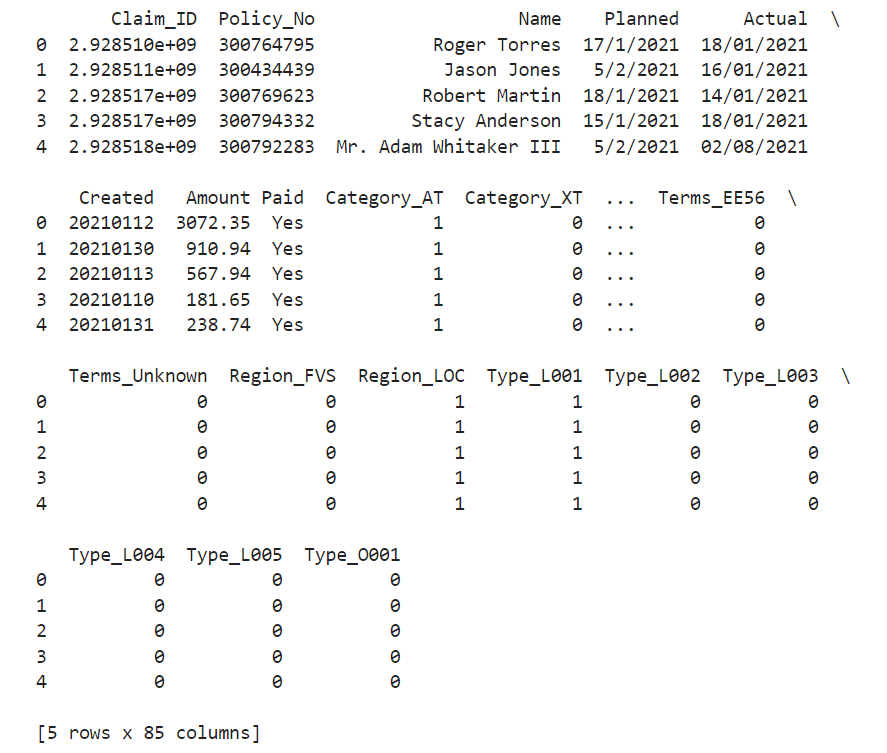 Claim_ID Policy_No Name Planned Actual \
0 2.928510e+09 300764795 Roger Torres 17/1/2021 18/01/2021
1 2.928511e+09 300434439 Jason Jones 5/2/2021 16/01/2021
2 2.928517e+09 300769623 Robert Martin 18/1/2021 14/01/2021
3 2.928517e+09 300794332 Stacy Anderson 15/1/2021 18/01/2021
4 2.928518e+09 300792283 Mr. Adam Whitaker III 5/2/2021 02/08/2021
Created Amount Paid Category_AT Category_XT ... Terms_EE56 \
0 20210112 3072.35 Yes 1 0 ... 0
1 20210130 910.94 Yes 1 0 ... 0
2 20210113 567.94 Yes 1 0 ... 0
3 20210110 181.65 Yes 1 0 ... 0
4 20210131 238.74 Yes 1 0 ... 0
Terms_Unknown Region_FVS Region_LOC Type_L001 Type_L002 Type_L003 \
0 0 0 1 1 0 0
1 0 0 1 1 0 0
2 0 0 1 1 0 0
3 0 0 1 1 0 0
4 0 0 1 1 0 0
Type_L004 Type_L005 Type_O001
0 0 0 0
1 0 0 0
2 0 0 0
3 0 0 0
4 0 0 0
[5 rows x 85 columns]